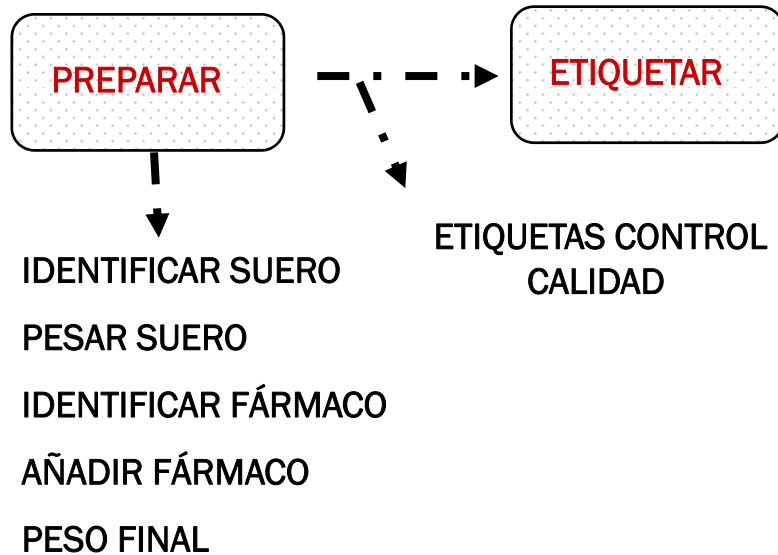 PREPARAR
ETIQUETAR
ETIQUETAS CONTROL
CALIDAD
IDENTIFICAR SUERO
PESAR SUERO
IDENTIFICAR FÁRMACO
AÑADIR FÁRMACO
PESO FINAL